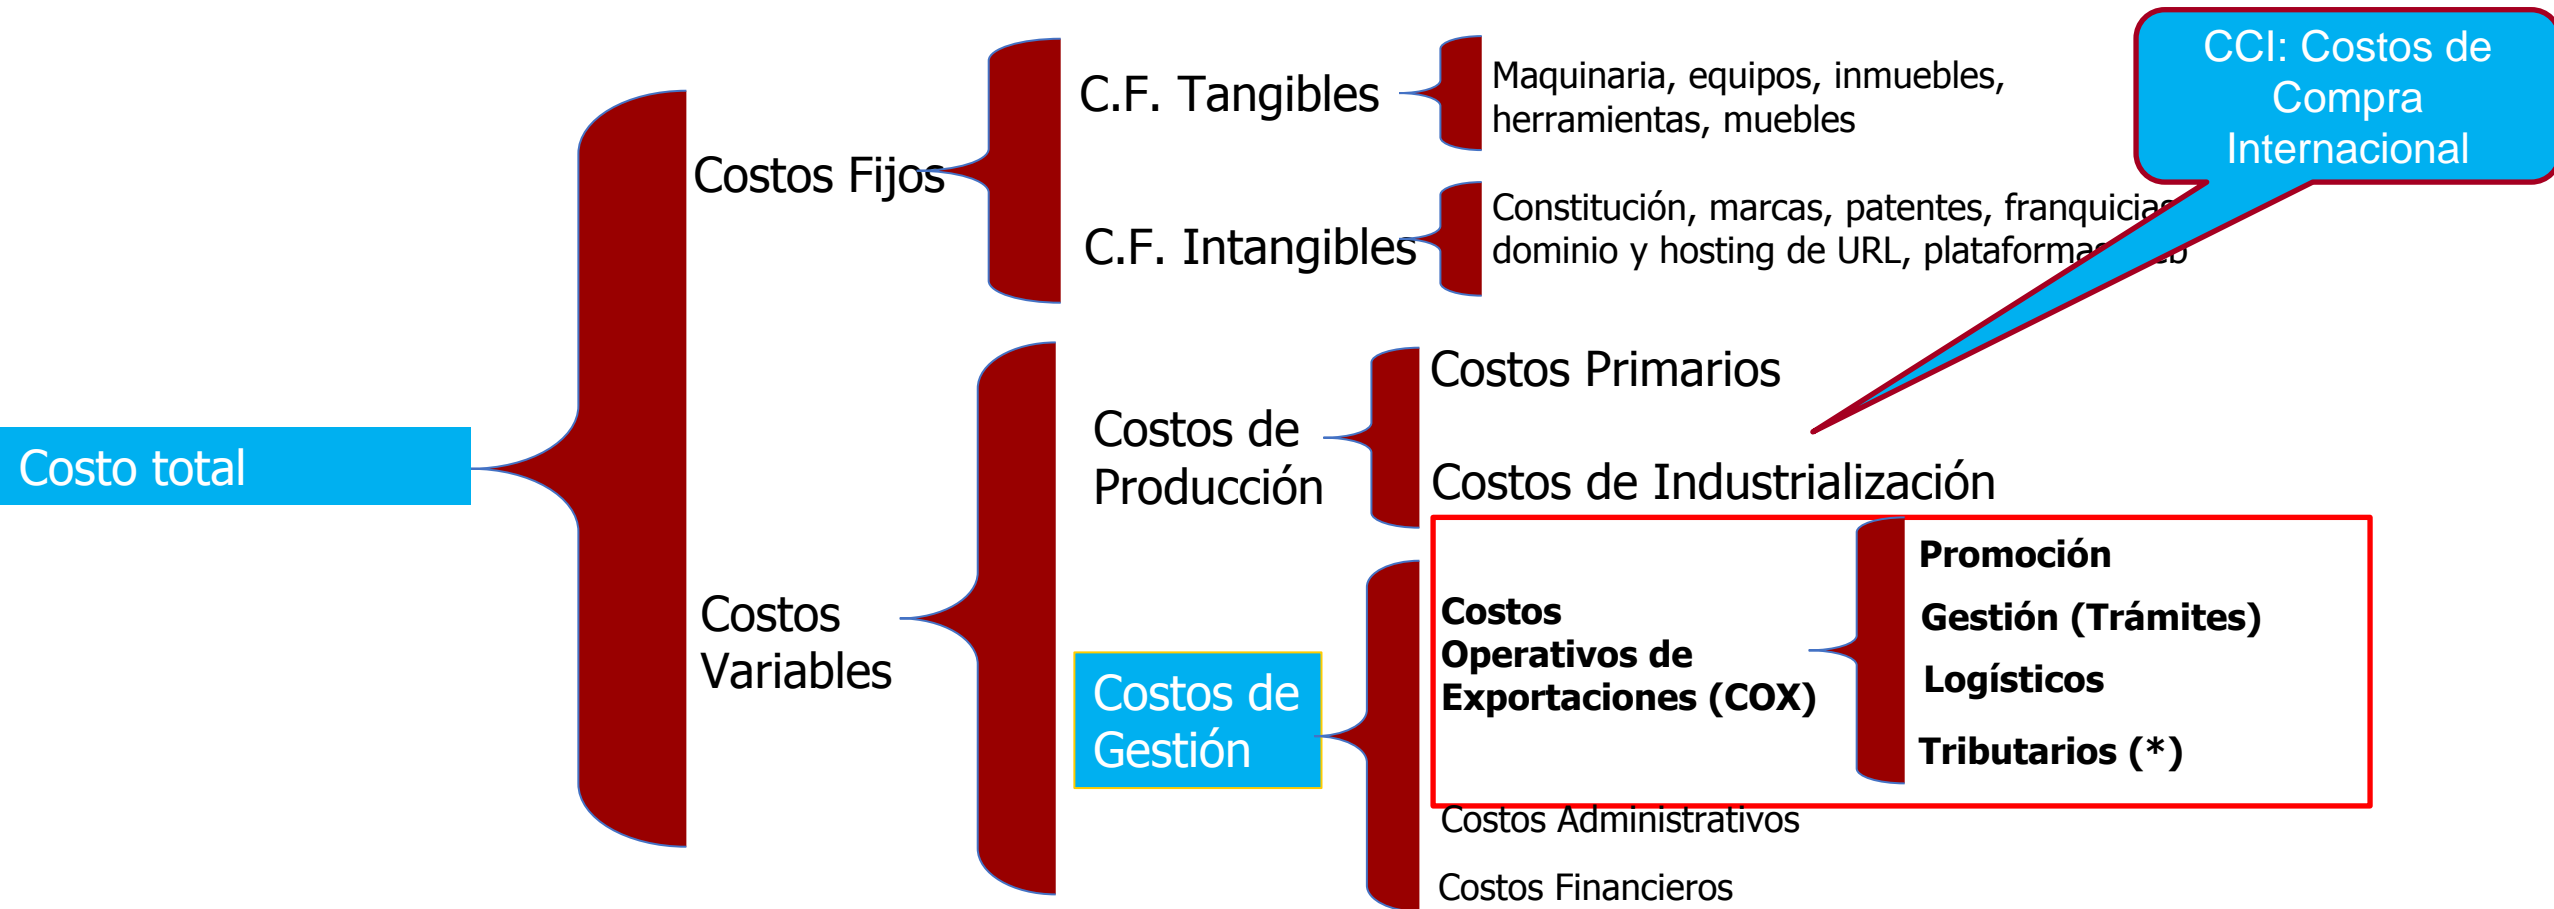 Costo total
Costos Fijos
C.F. Tangibles
Maquinaria, equipos, inmuebles,
herramientas, muebles
C.F. Intangibles
Constitución, marcas, patentes, franquicias
dominio y hosting de URL, plataformas
CCI: Costos de
Compra
Internacional
Costos
Variables
Costos de
Producción
Costos Primarios
Costos de Industrialización
Costos de
Gestión
Costos
Operativos de
Exportaciones (COX)
Promoción
Gestión (Trámites)
Logísticos
Tributarios (*)
Costos Administrativos
Costos Financieros